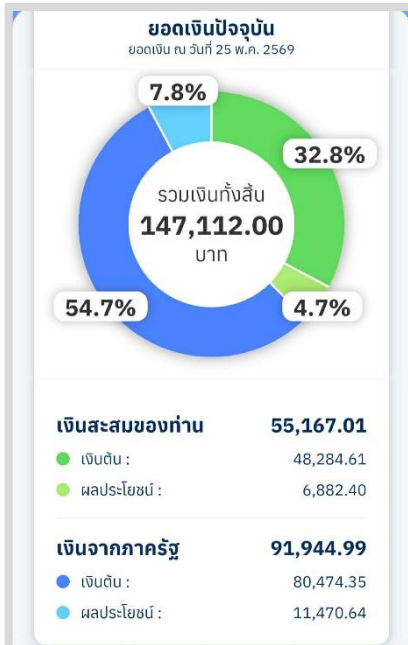 ยอดเงินปัจจุบัน
ยอดเงิน ณ วันที่ 25 พ.ค. 2569
7.8%
32.8%
รวมเงินทั้งสิ้น
147,112.00
บาท
54.7%
4.7%
เงินสะสมของท่าน 55,167.01
เงินต้น : 48,284.61
ผลประโยชน์ : 6,882.40
เงินจากภาครัฐ 91,944.99
เงินต้น : 80,474.35
ผลประโยชน์ : 11,470.64